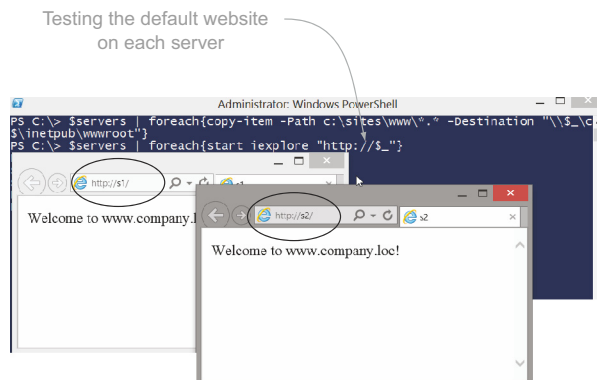 Testing the default website
on each server
Administrator: Windows PowerShell
PS C:\> $servers | foreach{copy-item -Path c:\sites\www\*.* -Destination "\\$_\c
$\inetpub\wwwroot"}
PS C:\> $servers | foreach{start iexplore "http://$_"}
http://s1/
s1
Welcome to www.company.l
http://s2/
s2
Welcome to www.company.loc!